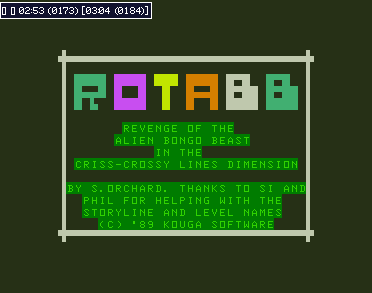 02:53 (0173) [0304 (0184)]
ROTABB
REVENGE OF THE
ALIEN BONGO BEAST
IN THE
CRISS-CROSSY LINES DIMENSION
BY S.ORCHARD. THANKS TO SI AND
PHIL FOR HELPING WITH THE
STORYLINE AND LEVEL NAMES
(C) '89 KOUGA SOFTWARE